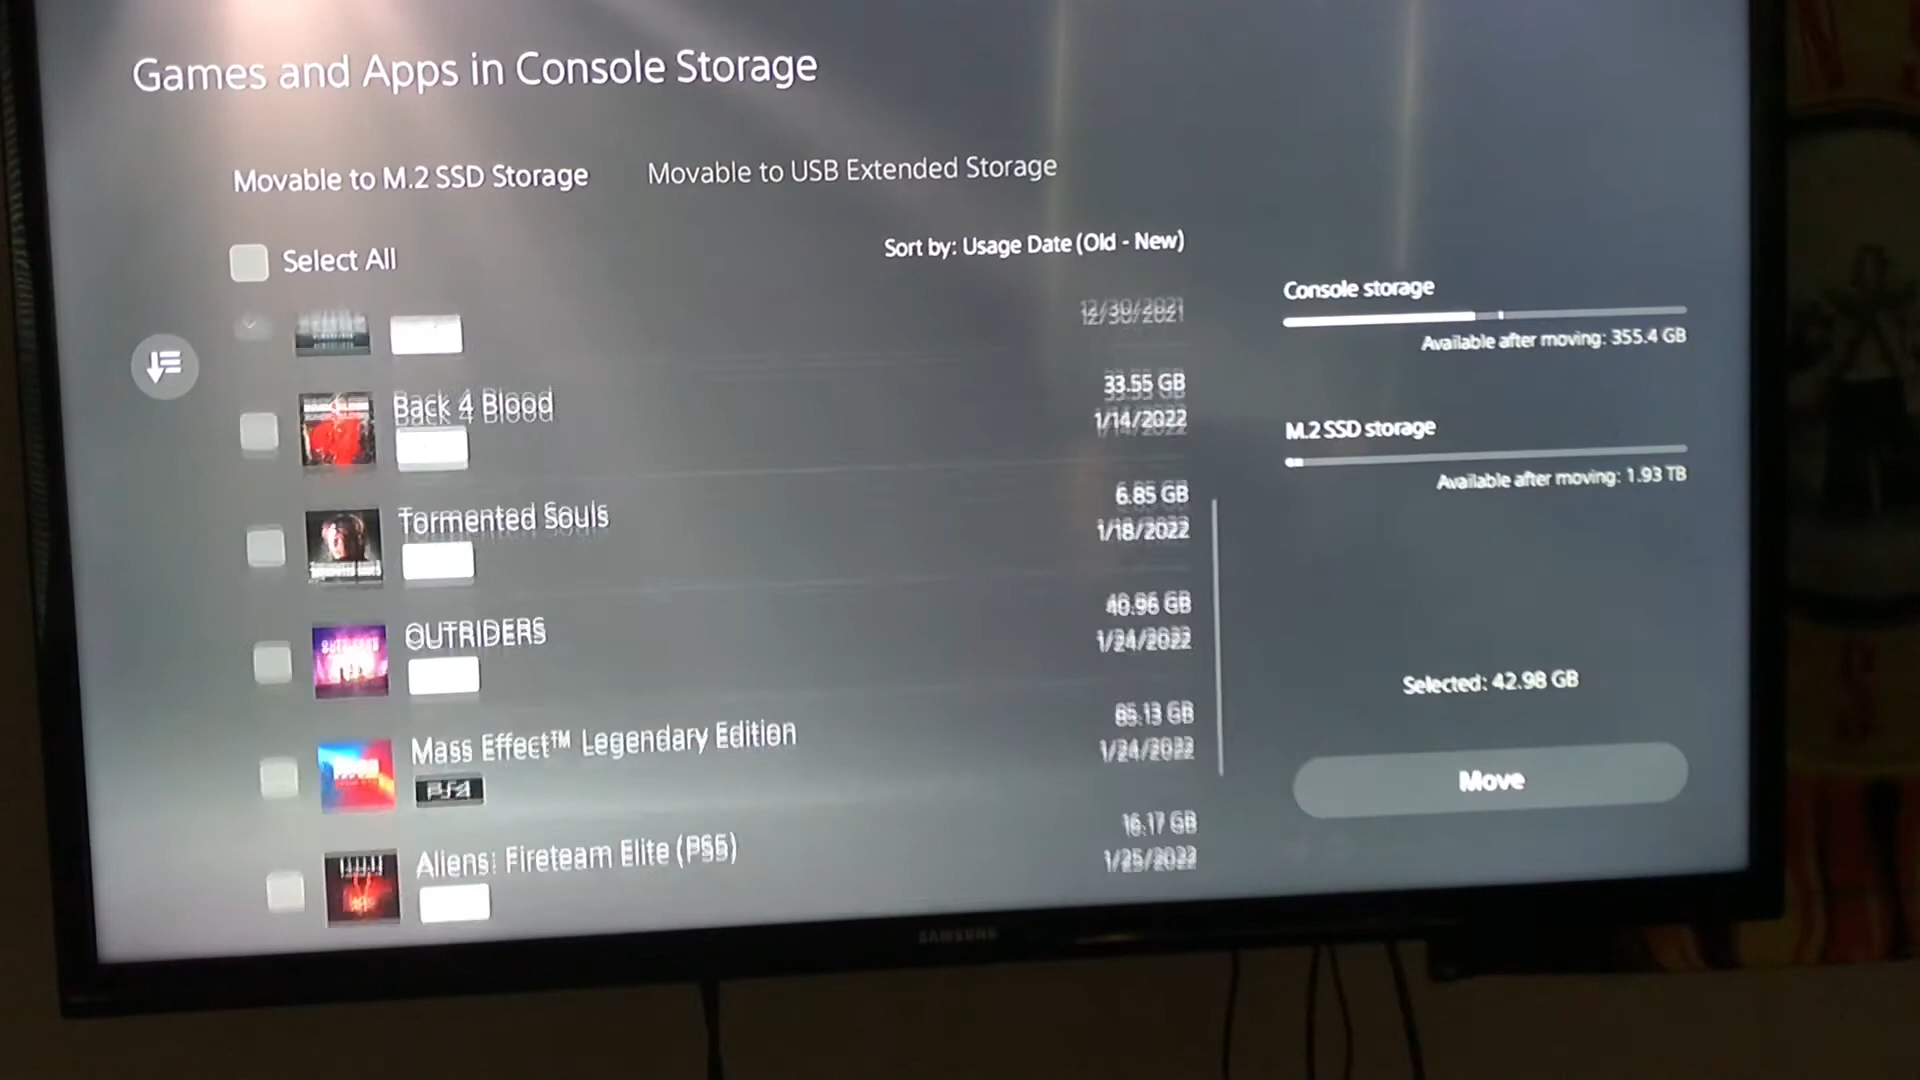 Games and Apps in Console Storage
Movable to M.2 SSD Storage
Movable to USB Extended Storage
Select All
Sort by: Usage Date (Old - New)
12/30/2021
Back 4 Blood
33.55 GB
1/14/2022
Tormented Souls
6.85 GB
1/18/2022
OUTRIDERS
40.96 GB
1/24/2022
Mass Effect™ Legendary Edition
PS4
85.13 GB
1/24/2022
Aliens: Fireteam Elite (PS5)
16.17 GB
1/25/2022
Console storage
Available after moving: 355.4 GB
M.2 SSD storage
Available after moving: 1.93 TB
Selected: 42.98 GB
Move
SAMSUNG